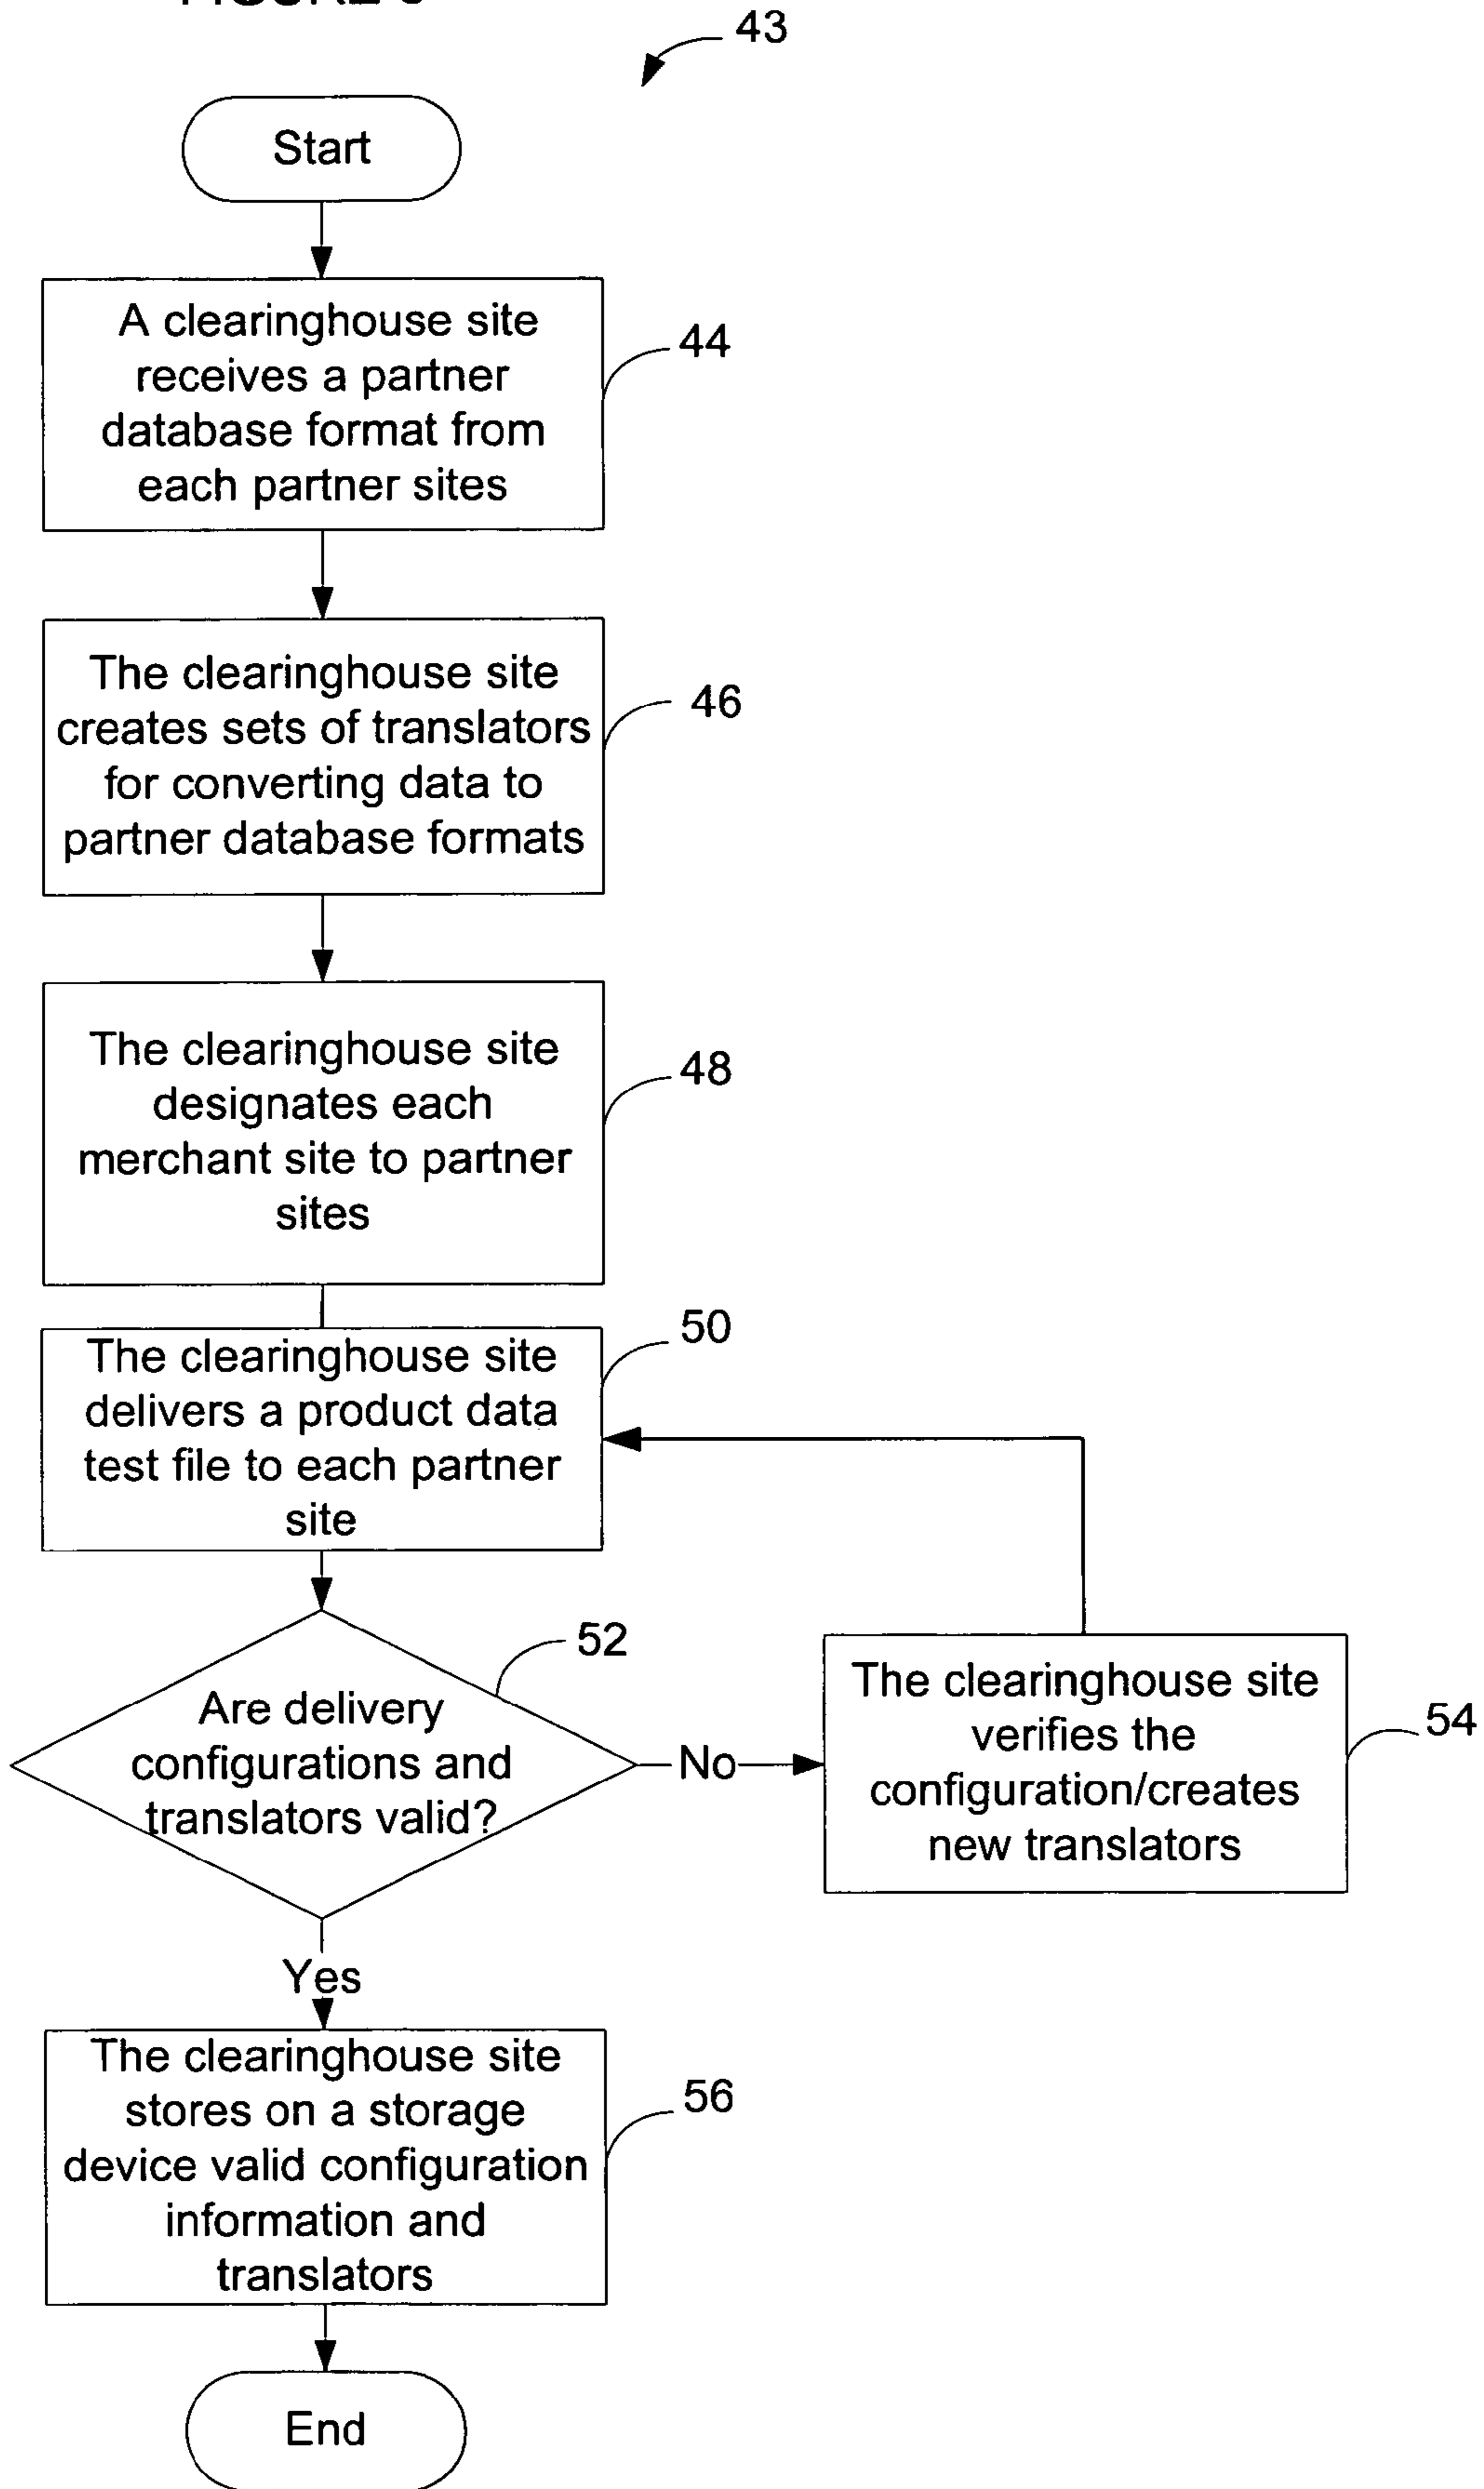 43
Start
A clearinghouse site
receives a partner
database format from
each partner sites
44
The clearinghouse site
creates sets of translators
for converting data to
partner database formats
46
The clearinghouse site
designates each
merchant site to partner
sites
48
The clearinghouse site
delivers a product data
test file to each partner
site
50
Are delivery
configurations and
translators valid?
52
No
The clearinghouse site
verifies the
configuration/creates
new translators
54
Yes
The clearinghouse site
stores on a storage
device valid configuration
information and
translators
56
End